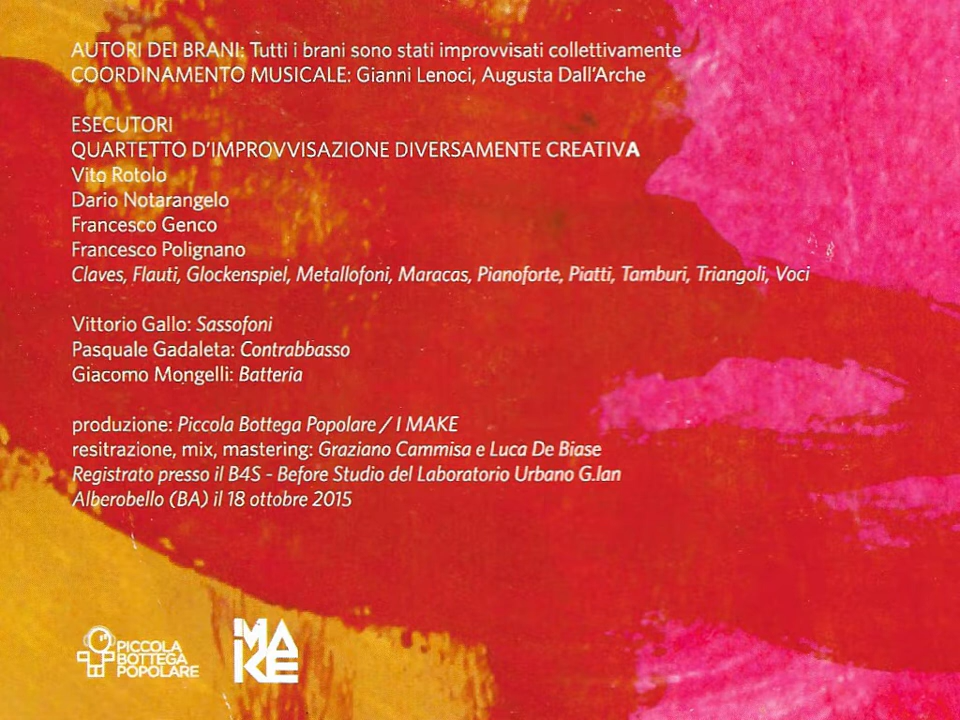 AUTORI DEI BRANI: Tutti i brani sono stati improvvisati collettivamente
COORDINAMENTO MUSICALE: Gianni Lenoci, Augusta Dall'Arche
ESECUTORI
QUARTETTO D'IMPROVVISAZIONE DIVERSAMENTE CREATIVA
Vito Rotolo
Dario Notarangelo
Francesco Genco
Francesco Polignano
Claves, Flauti, Glockenspiel, Metallofoni, Maracas, Pianoforte, Piatti, Tamburi, Triangoli, Voci
Vittorio Gallo: Sassofoni
Pasquale Gadaleta: Contrabbasso
Giacomo Mongelli: Batteria
produzione: Piccola Bottega Popolare / I MAKE
resitrazione, mix, mastering: Graziano Cammisa e Luca De Biase
Registrato presso il B4S - Before Studio del Laboratorio Urbano G.Lan
Alberobello (BA) il 18 ottobre 2015
PICCOLA
BOTTEGA
POPOLARE
MA
KE